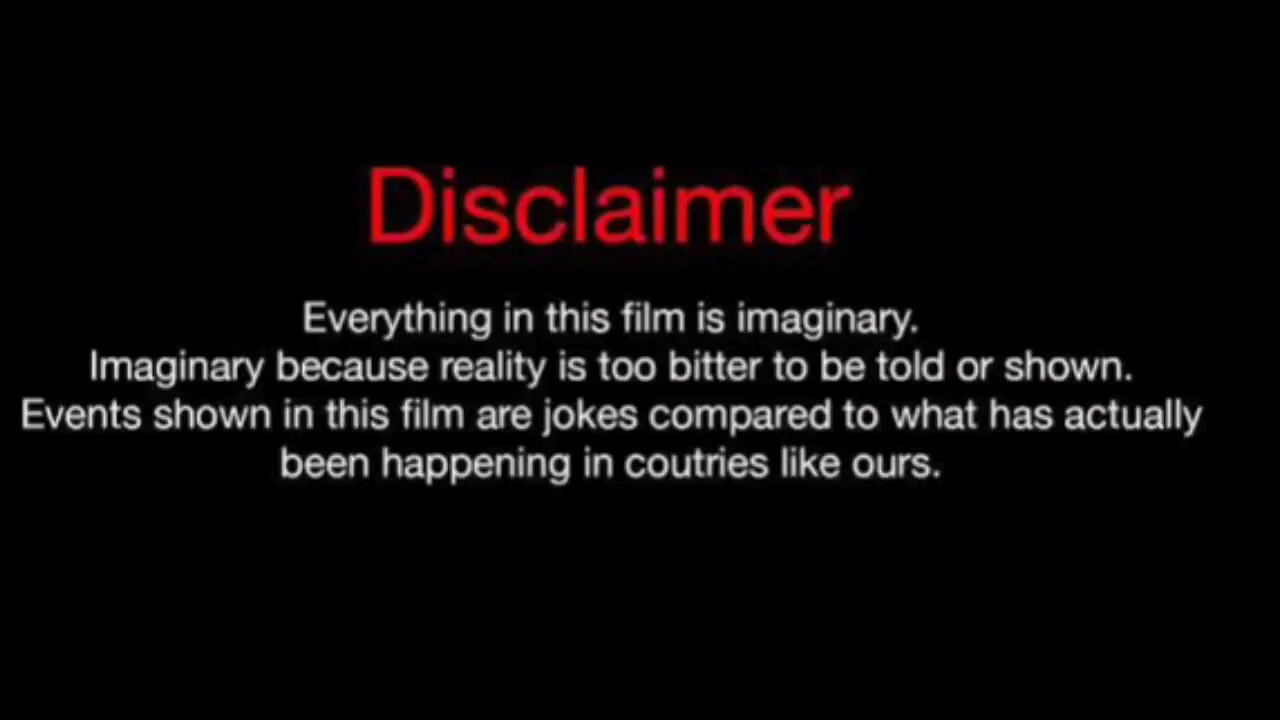 Disclaimer
Everything in this film is imaginary.
Imaginary because reality is too bitter to be told or shown.
Events shown in this film are jokes compared to what has actually
been happening in coutries like ours.